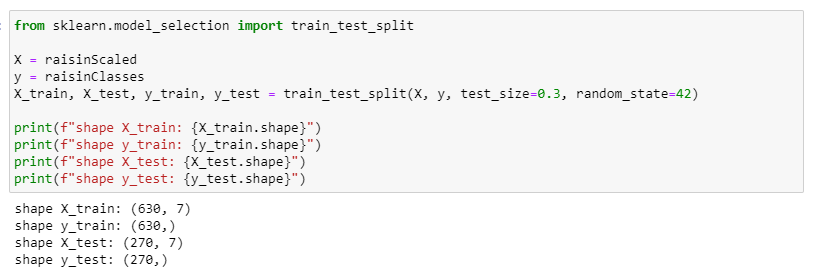 from sklearn.model_selection import train_test_split
X = raisinScaled
y = raisinClasses
X_train, X_test, y_train, y_test = train_test_split(X, y, test_size=0.3, random_state=42)
print(f"shape X_train: {X_train.shape}")
print(f"shape y_train: {y_train.shape}")
print(f"shape X_test: {X_test.shape}")
print(f"shape y_test: {y_test.shape}")
shape X_train: (630, 7)
shape y_train: (630,)
shape X_test: (270, 7)
shape y_test: (270,)